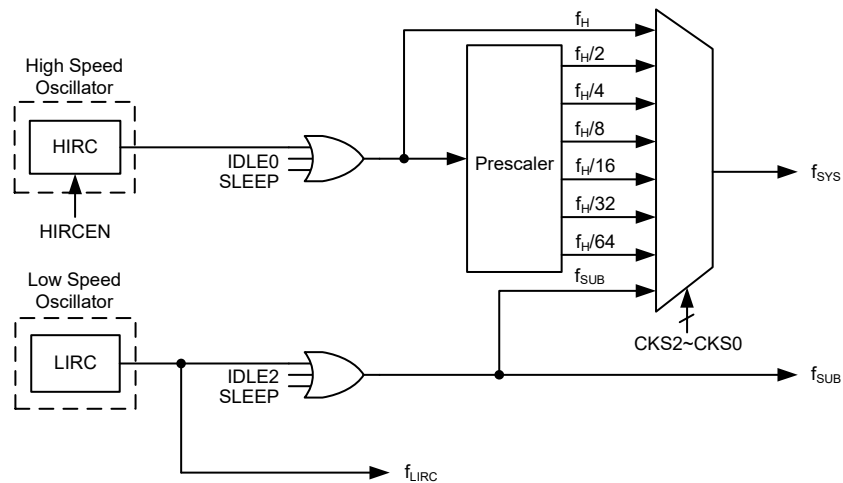 High Speed
Oscillator
HIRC
HIRCEN
IDLE0
SLEEP
Prescaler
fH
fH/2
fH/4
fH/8
fH/16
fH/32
fH/64
fSUB
fSYS
CKS2~CKS0
Low Speed
Oscillator
LIRC
IDLE2
SLEEP
fSUB
fLIRC